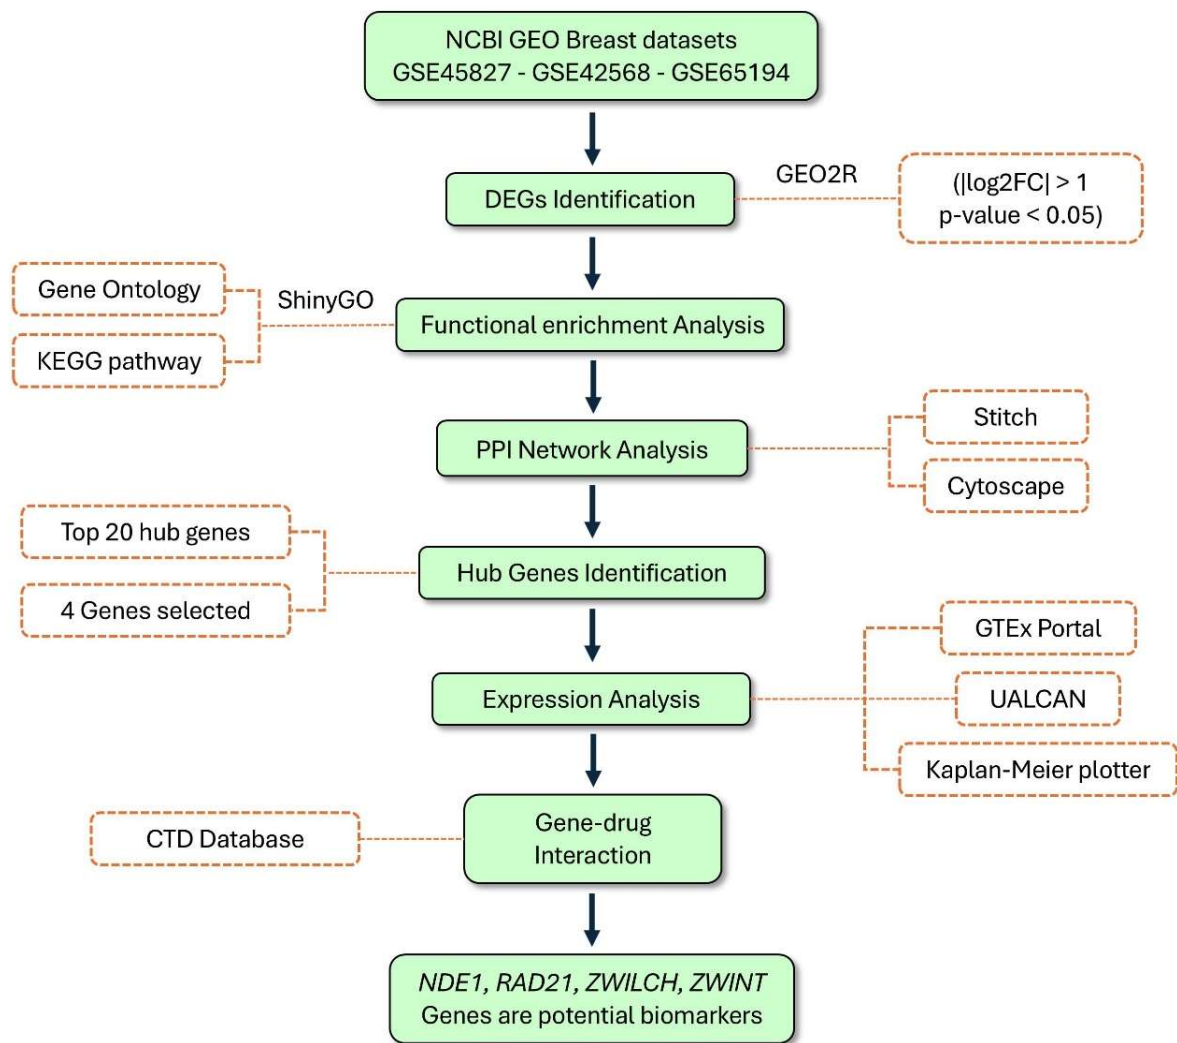 NCBI GEO Breast datasets
GSE45827 - GSE42568 - GSE65194
GEO2R
DEGs Identification
(|log2FC| > 1
p-value < 0.05)
Gene Ontology
ShinyGO
KEGG pathway
Functional enrichment Analysis
PPI Network Analysis
Stitch
Cytoscape
Top 20 hub genes
4 Genes selected
Hub Genes Identification
Expression Analysis
GTEx Portal
UALCAN
Kaplan-Meier plotter
CTD Database
Gene-drug
Interaction
NDE1, RAD21, ZWILCH, ZWINT
Genes are potential biomarkers